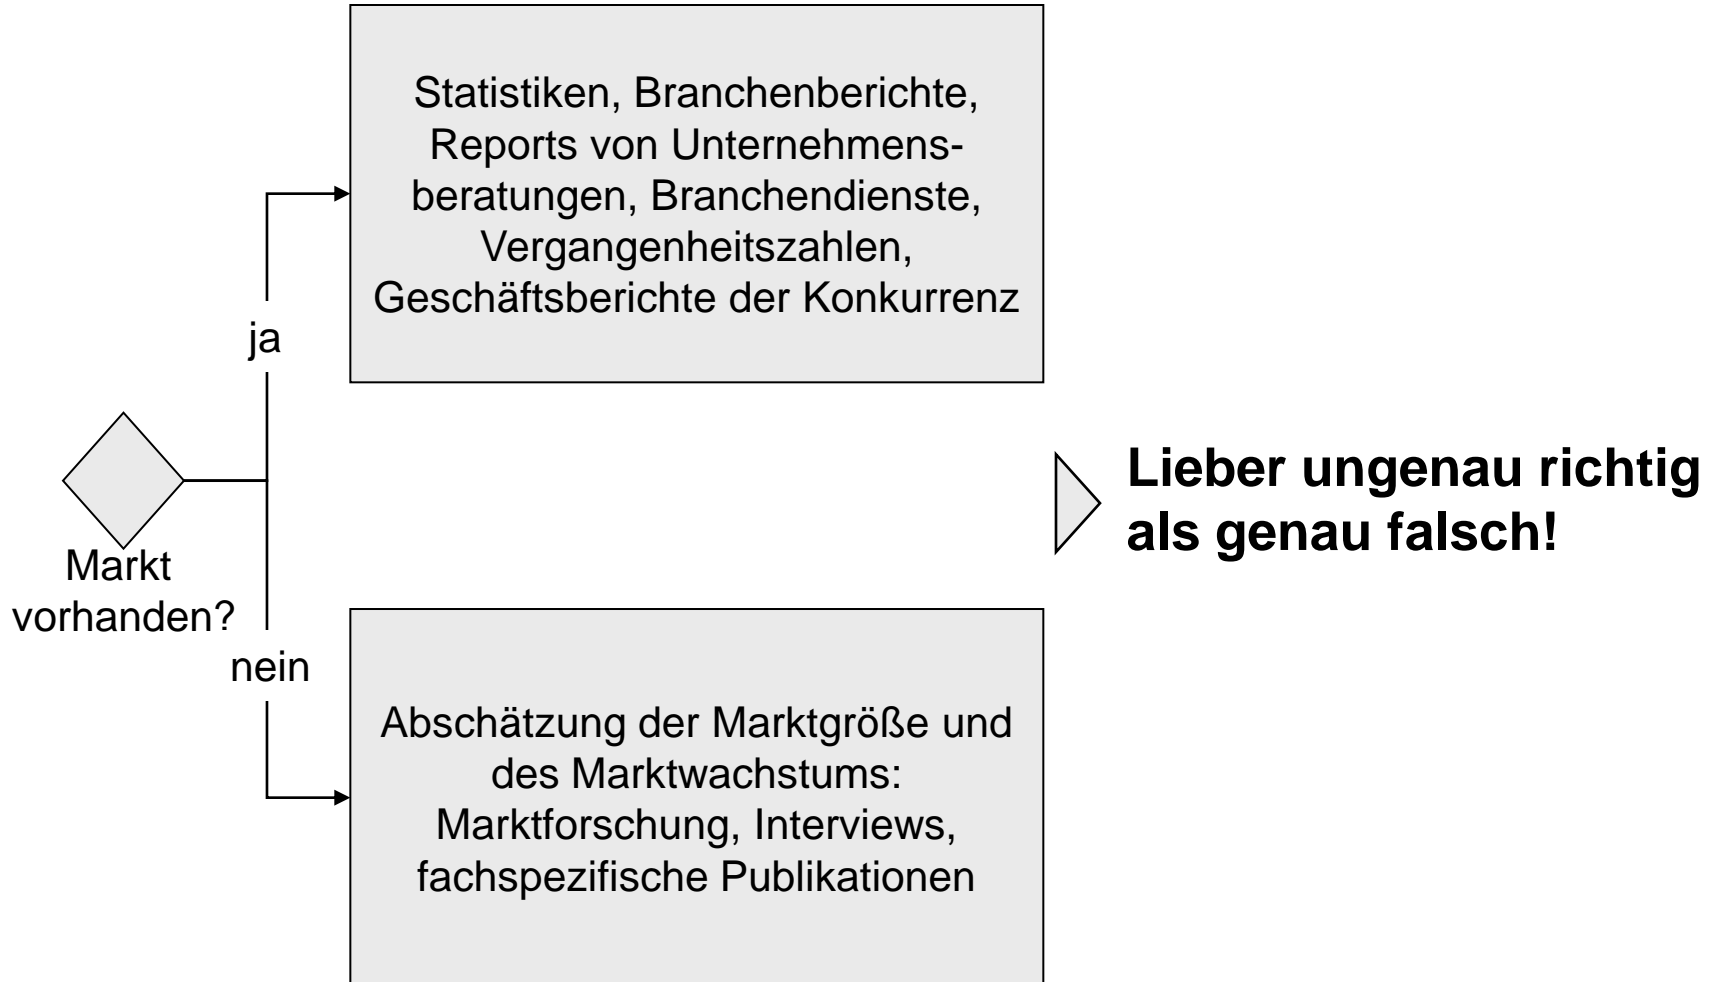 Statistiken, Branchenberichte,
Reports von Unternehmens-
beratungen, Branchendienste,
Vergangenheitszahlen,
Geschäftsberichte der Konkurrenz
ja
Markt
vorhanden?
nein
Lieber ungenau richtig
als genau falsch!
Abschätzung der Marktgröße und
des Marktwachstums:
Marktforschung, Interviews,
fachspezifische Publikationen